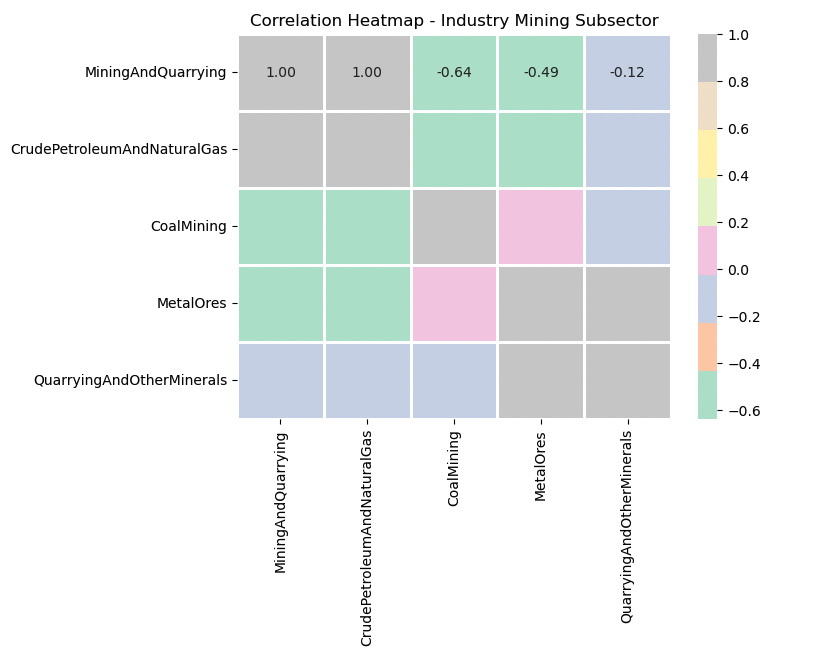 Correlation Heatmap - Industry Mining Subsector
MiningAndQuarrying
1.00 1.00 -0.64 -0.49 -0.12
CrudePetroleumAndNaturalGas
CoalMining
MetalOres
QuarryingAndOtherMinerals
MiningAndQuarrying
CrudePetroleumAndNaturalGas
CoalMining
MetalOres
QuarryingAndOtherMinerals
1.0
0.8
0.6
0.4
0.2
0.0
−0.2
−0.4
−0.6